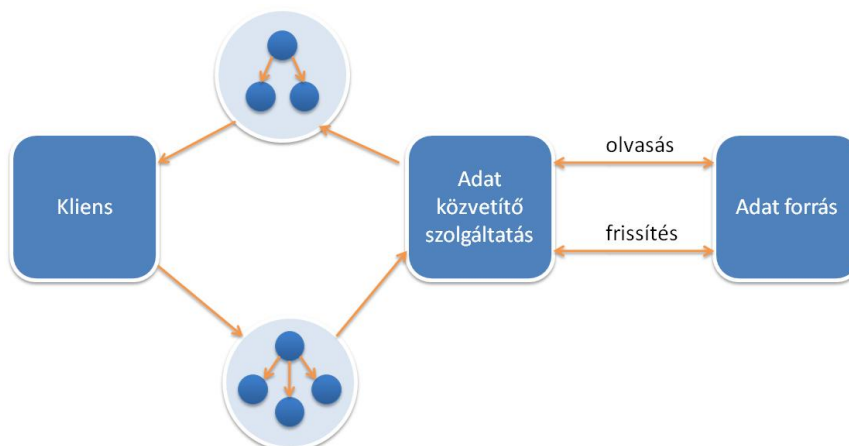 Kliens
Adat
közvetítő
szolgáltatás
olvasás
frissítés
Adat forrás